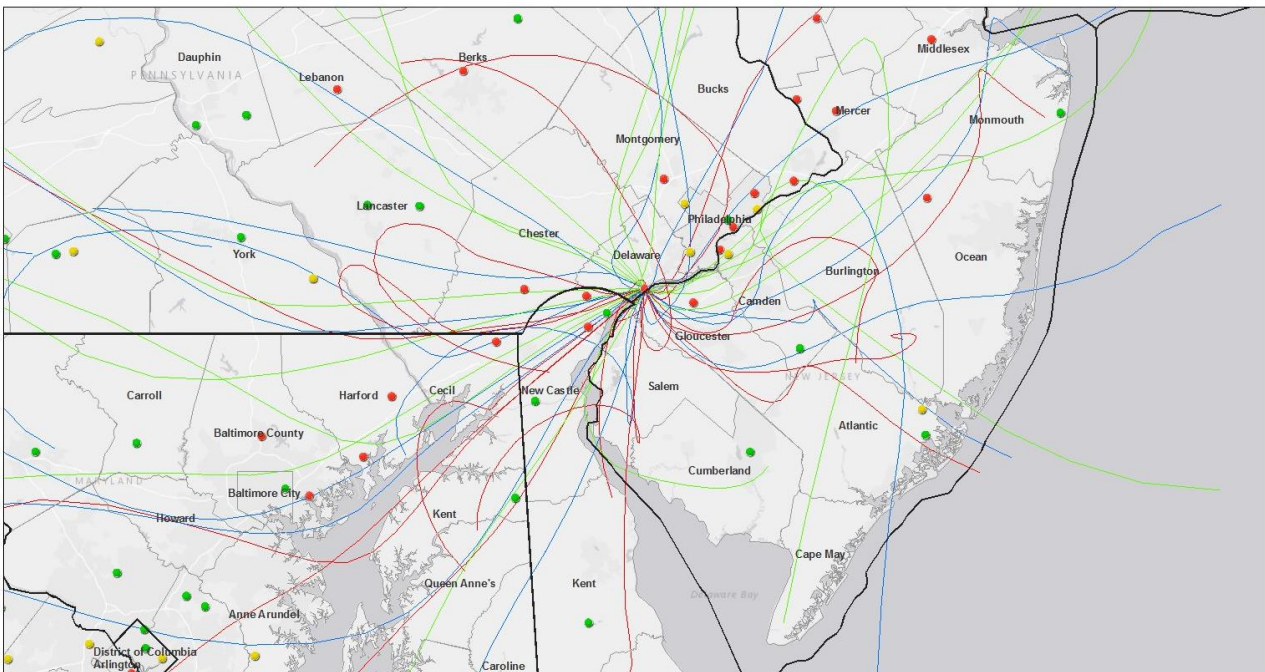 Dauphin
PENNSYLVANIA
Lebanon
Berks
Bucks
Middlesex
Mercer
Monmouth
Montgomery
Lancaster
Philadelphia
Chester
York
Delaware
Ocean
Burlington
Camden
Gloucester
NEW JERSEY
Salem
Carroll
Harford
Cecil
New Castle
Atlantic
Baltimore County
Cumberland
MARYLAND
Baltimore City
Howard
Kent
Cape May
Queen Anne's
Kent
Delaware Bay
Anne Arundel
District of Columbia
Arlington
Caroline